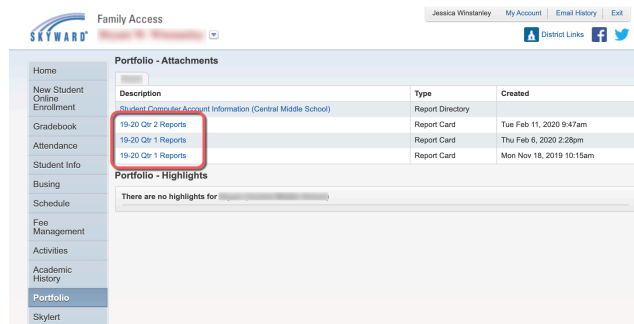 Jessica Winstanley My Account Email History Exit
SKYWARD® Family Access
District Links
Home
New Student
Online
Enrollment
Gradebook
Attendance
Student Info
Busing
Schedule
Fee
Management
Activities
Academic
History
Portfolio
Skylert
Portfolio - Attachments
Description Type Created
Student Computer Account Information (Central Middle School) Report Directory
19-20 Qtr 2 Reports Report Card Tue Feb 11, 2020 9:47am
19-20 Qtr 1 Reports Report Card Thu Feb 6, 2020 2:28pm
19-20 Qtr 1 Reports Report Card Mon Nov 18, 2019 10:15am
Portfolio - Highlights
There are no highlights for